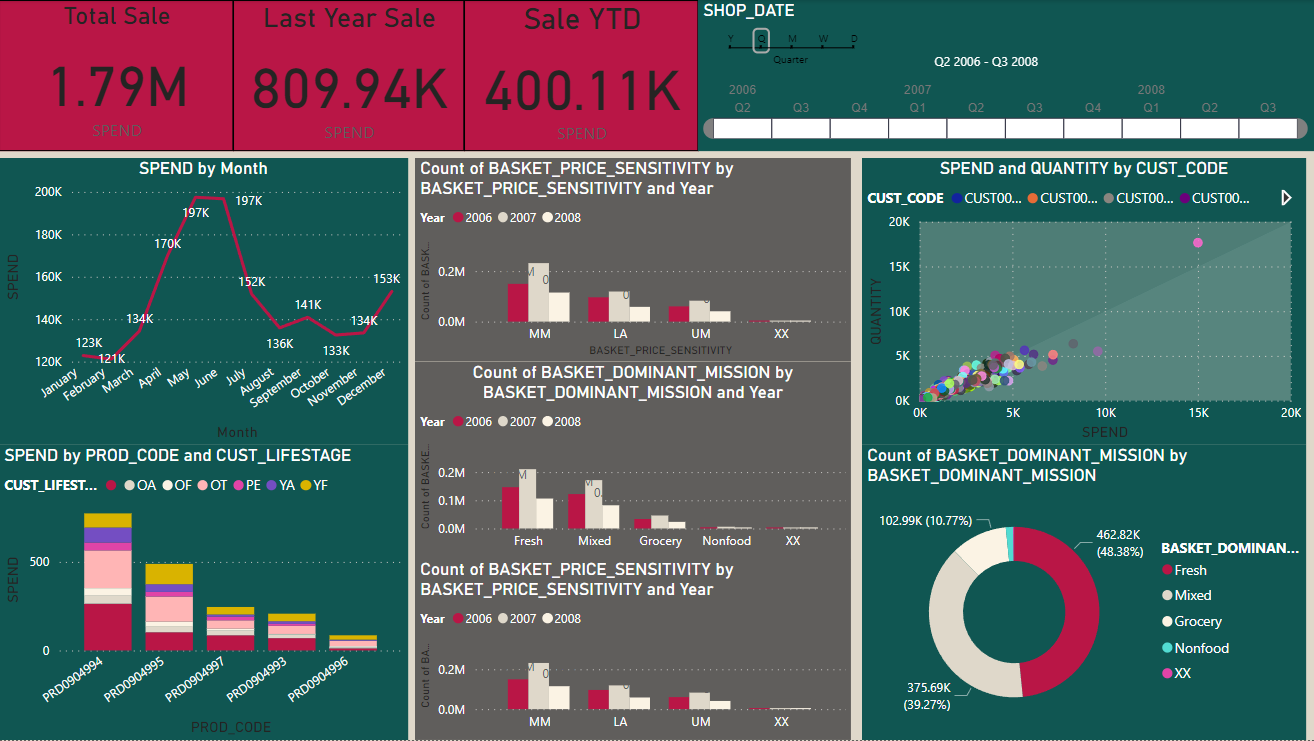 Total Sale
1.79M
SPEND
Last Year Sale
809.94K
SPEND
Sale YTD
400.11K
SPEND
SHOP_DATE
Y Q M W D
Quarter
Q2 2006 - Q3 2008
2006 2007 2008
Q2 Q3 Q4 Q1 Q2 Q3 Q4 Q1 Q2 Q3
SPEND by Month
SPEND
200K
180K
160K
140K
120K
123K
121K
134K
170K
197K
197K
152K
136K
141K
133K
134K
153K
January
February
March
April
May
June
July
August
September
October
November
December
Month
SPEND by PROD_CODE and CUST_LIFESTAGE
CUST_LIFEST... OA OF OT PE YA YF
SPEND
500
0
PRD0904994
PRD0904995
PRD0904997
PRD0904993
PRD0904996
PROD_CODE
Count of BASKET_PRICE_SENSITIVITY by
BASKET_PRICE_SENSITIVITY and Year
Year 2006 2007 2008
Count of BASK...
0.2M
0.0M
MM LA UM XX
BASKET_PRICE_SENSITIVITY
Count of BASKET_DOMINANT_MISSION by
BASKET_DOMINANT_MISSION and Year
Year 2006 2007 2008
Count of BASKE...
0.2M
0.1M
0.0M
Fresh Mixed Grocery Nonfood XX
Count of BASKET_PRICE_SENSITIVITY by
BASKET_PRICE_SENSITIVITY and Year
Year 2006 2007 2008
Count of BA...
0.2M
0.0M
MM LA UM XX
SPEND and QUANTITY by CUST_CODE
CUST_CODE CUST00... CUST00... CUST00... CUST00...
QUANTITY
20K
15K
10K
5K
0K
0K 5K 10K 15K 20K
SPEND
Count of BASKET_DOMINANT_MISSION by
BASKET_DOMINANT_MISSION
102.99K (10.77%)
462.82K
(48.38%)
375.69K
(39.27%)
BASKET_DOMINAN...
Fresh
Mixed
Grocery
Nonfood
XX